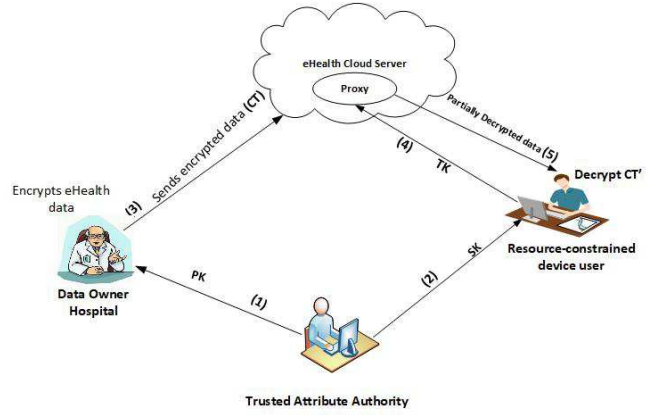 eHealth Cloud Server
Proxy
Partially Decrypted data (5)
(3) Sends encrypted data (CT)
(4) TK
Decrypt CT'
Encrypts eHealth
data
Resource-constrained
device user
(2) SK
PK (1)
Data Owner
Hospital
Trusted Attribute Authority